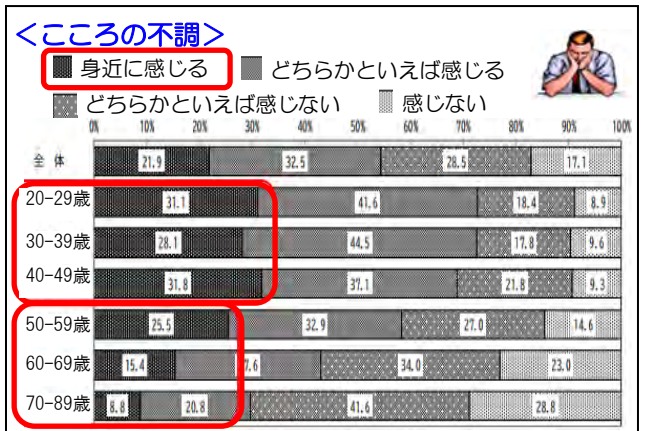 <こころの不調>
身近に感じる どちらかといえば感じる
どちらかといえば感じない 感じない
0% 10% 20% 30% 40% 50% 60% 70% 80% 90% 100%
全体 21.9 32.5 28.5 17.1
20-29歳 31.1 41.6 18.4 8.9
30-39歳 28.1 44.5 17.8 9.6
40-49歳 31.8 37.1 21.8 9.3
50-59歳 25.5 32.9 27.0 14.6
60-69歳 15.4 7.6 34.0 23.0
70-89歳 8.8 20.8 41.6 28.8